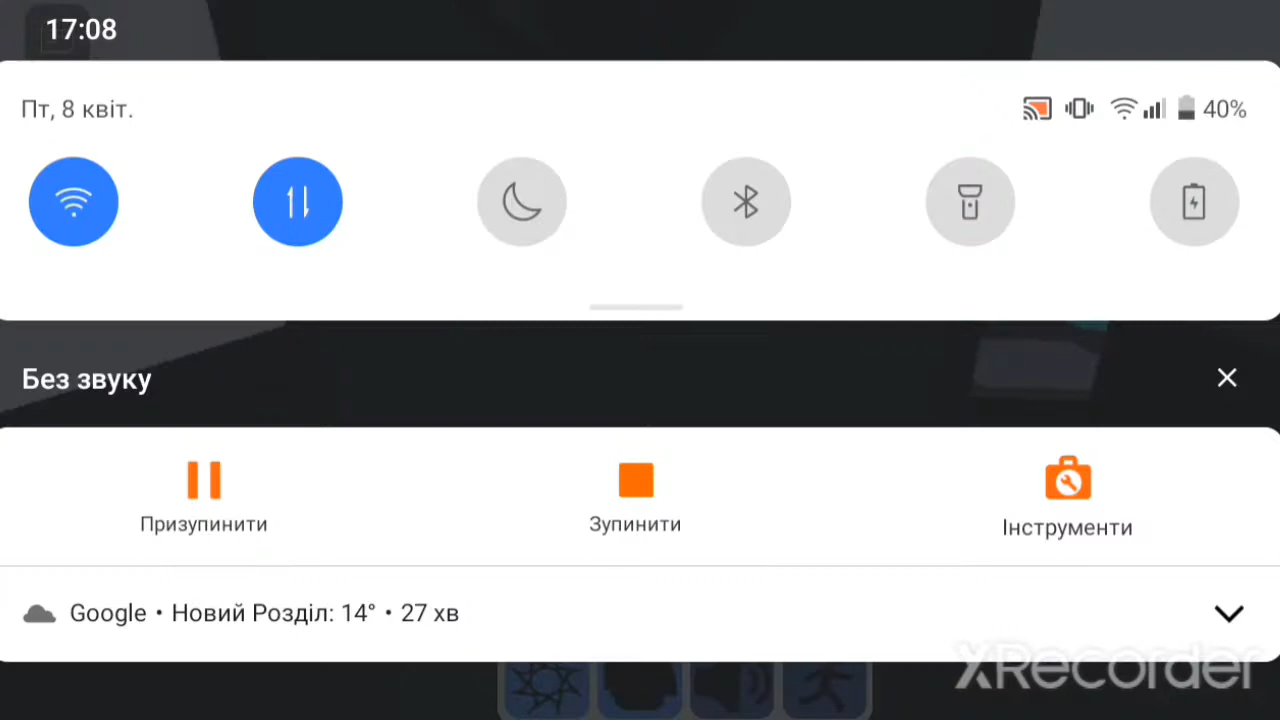 17:08
Пт, 8 квіт.
40%
Без звуку
Призупинити
Зупинити
Інструменти
Google • Новий Розділ: 14° • 27 хв
XRecorder